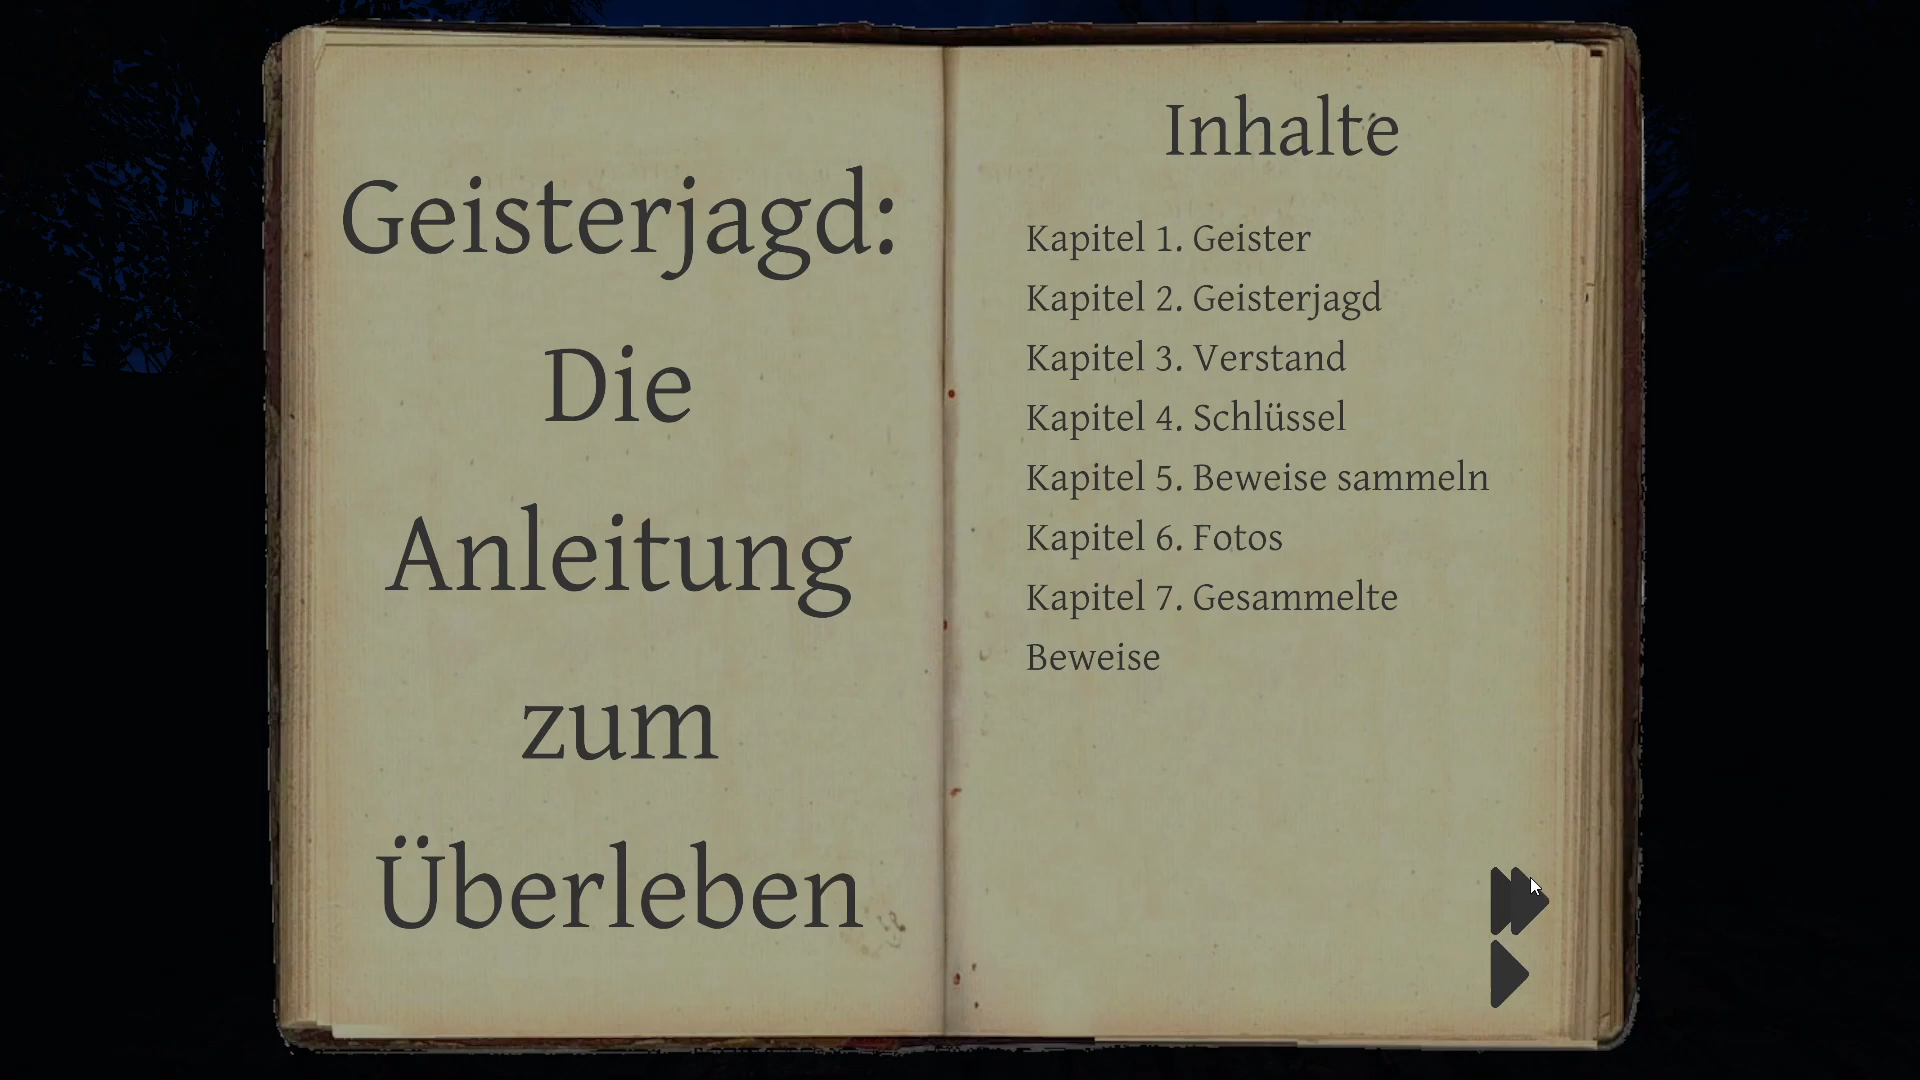 Geisterjagd:
Die
Anleitung
zum
Überleben
Inhalte
Kapitel 1. Geister
Kapitel 2. Geisterjagd
Kapitel 3. Verstand
Kapitel 4. Schlüssel
Kapitel 5. Beweise sammeln
Kapitel 6. Fotos
Kapitel 7. Gesammelte
Beweise